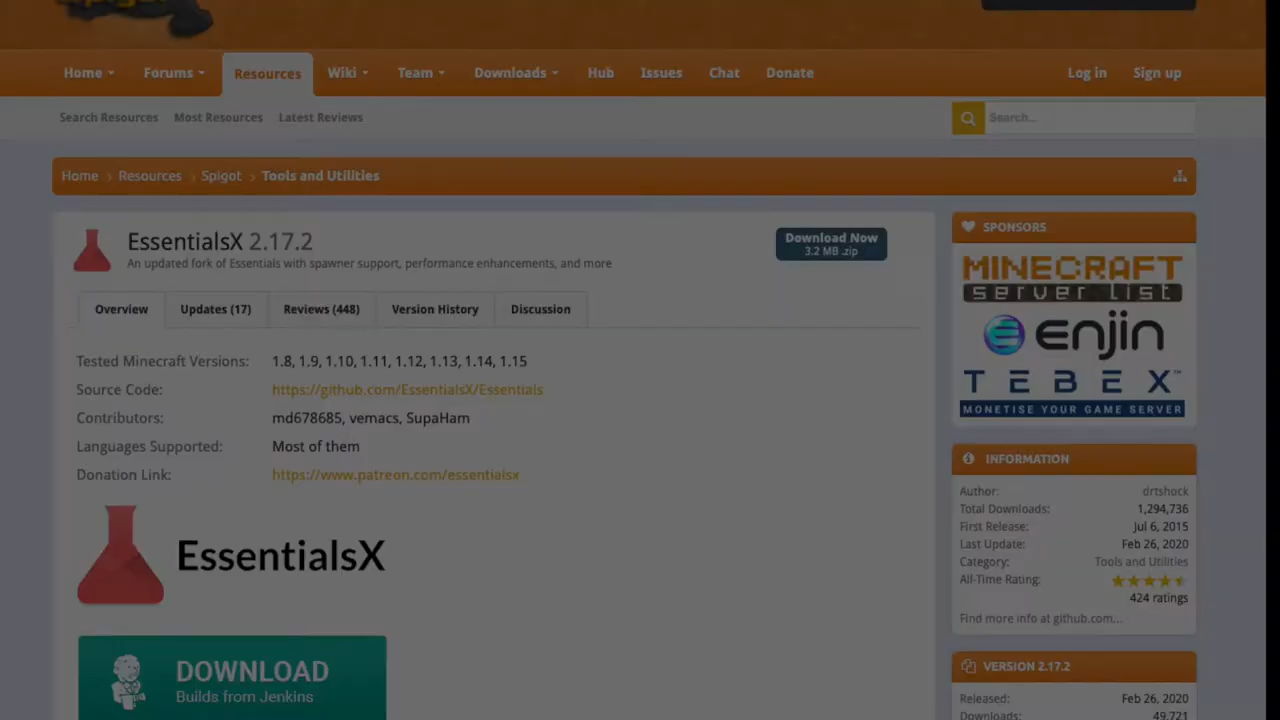 Home
Forums
Resources
Wiki
Team
Downloads
Hub
Issues
Chat
Donate
Log in
Sign up
Search Resources
Most Resources
Latest Reviews
Search...
Home
Resources
Spigot
Tools and Utilities
EssentialsX 2.17.2
An updated fork of Essentials with spawner support, performance enhancements, and more
Download Now
3.2 MB .zip
Overview
Updates (17)
Reviews (448)
Version History
Discussion
Tested Minecraft Versions: 1.8, 1.9, 1.10, 1.11, 1.12, 1.13, 1.14, 1.15
Source Code: https://github.com/EssentialsX/Essentials
Contributors: md678685, vemacs, SupaHam
Languages Supported: Most of them
Donation Link: https://www.patreon.com/essentialsx
EssentialsX
DOWNLOAD
Builds from Jenkins
SPONSORS
MINECRAFT
server list
enjin
TEBEX™
MONETISE YOUR GAME SERVER
INFORMATION
Author: drtshock
Total Downloads: 1,294,736
First Release: Jul 6, 2015
Last Update: Feb 26, 2020
Category: Tools and Utilities
All-Time Rating:
424 ratings
Find more info at github.com...
VERSION 2.17.2
Released: Feb 26, 2020
Downloads: 49,721